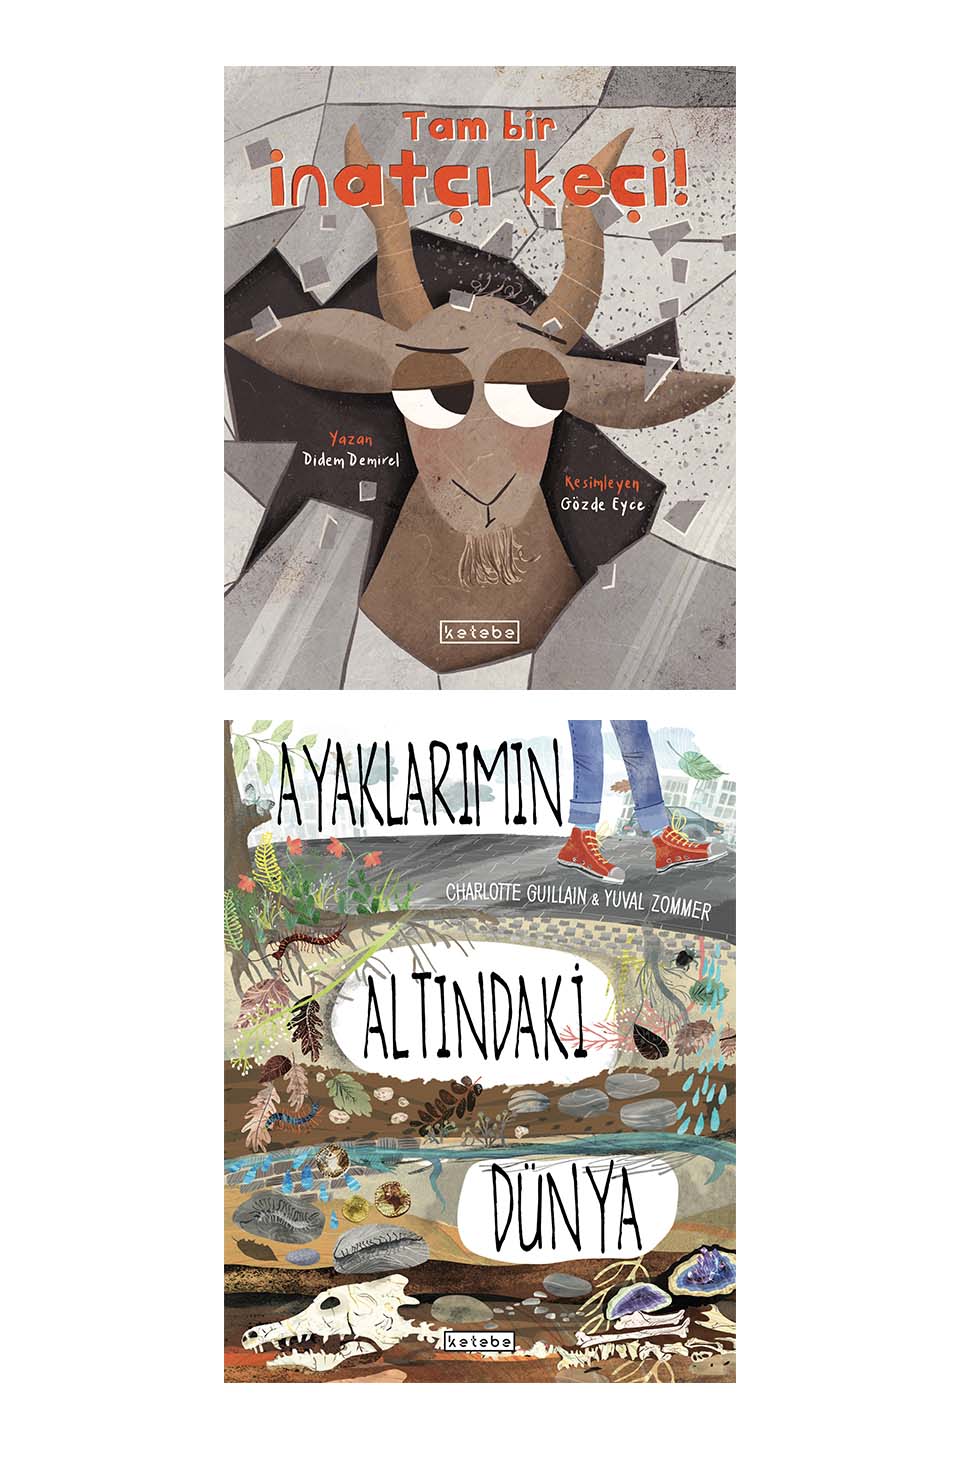 Tam bir
inatçı keçi!
Yazan
Didem Demirel
Resimleyen
Gözde Eyce
ketebe
AYAKLARIMIN
CHARLOTTE GUILLAIN & YUVAL ZOMMER
ALTINDAKİ
DÜNYA
ketebe